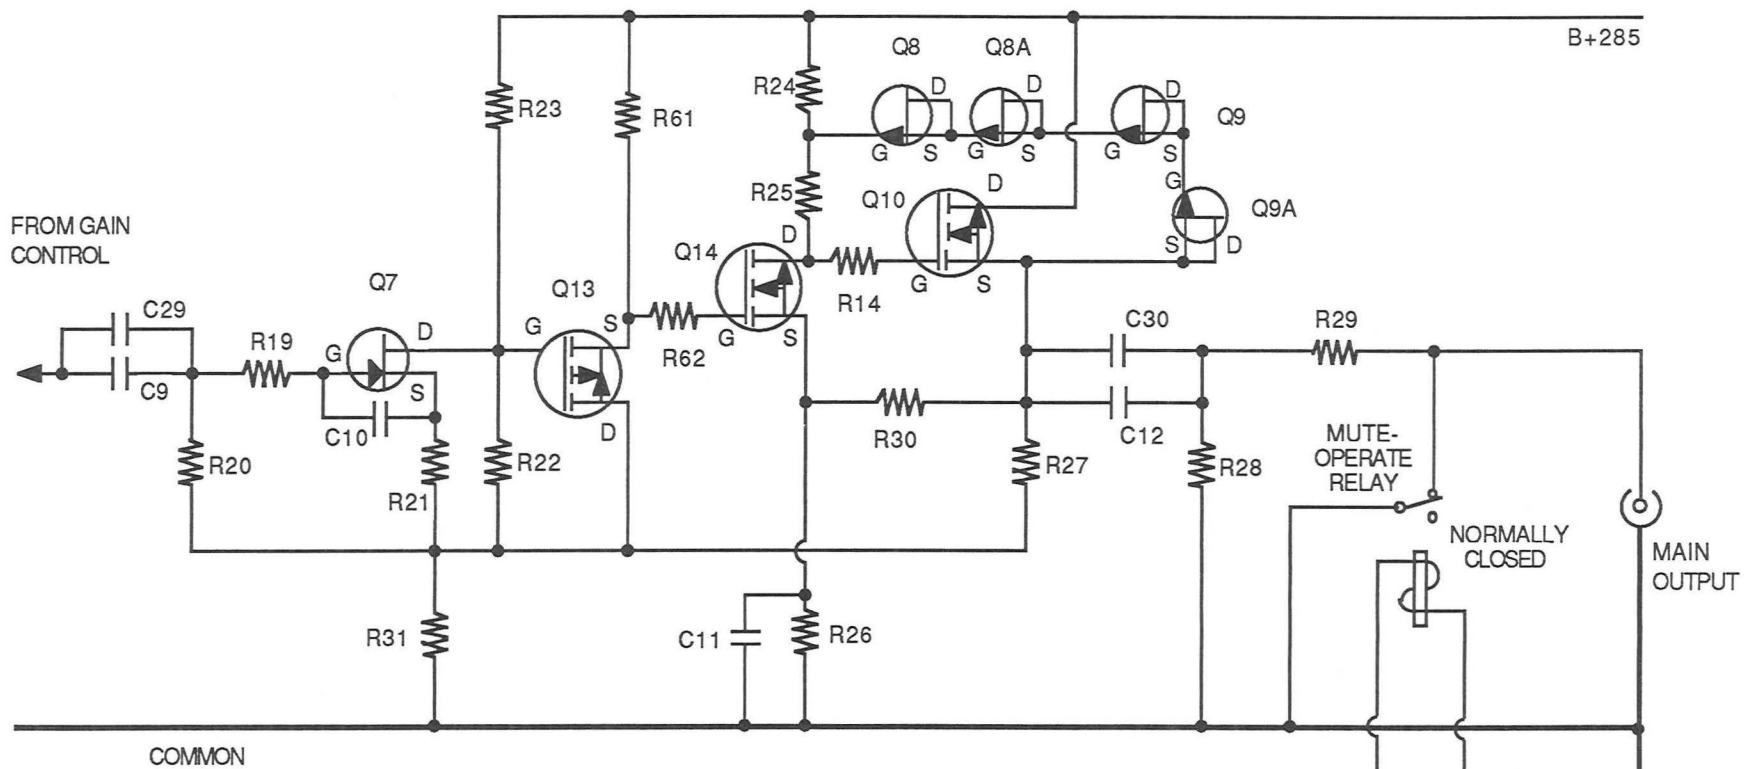 B+285
Q8
Q8A
Q9
D
D
D
G
S
G
S
G
S
R24
R23
R61
R25
Q10
D
G
Q9A
S
D
FROM GAIN
CONTROL
Q14
D
R14
G
S
Q7
Q13
C29
R19
D
G
S
R62
G
S
C30
R29
G
S
C9
C10
D
R30
C12
R20
R21
R22
R27
R28
MUTE-
OPERATE
RELAY
NORMALLY
CLOSED
MAIN
OUTPUT
R31
C11
R26
COMMON